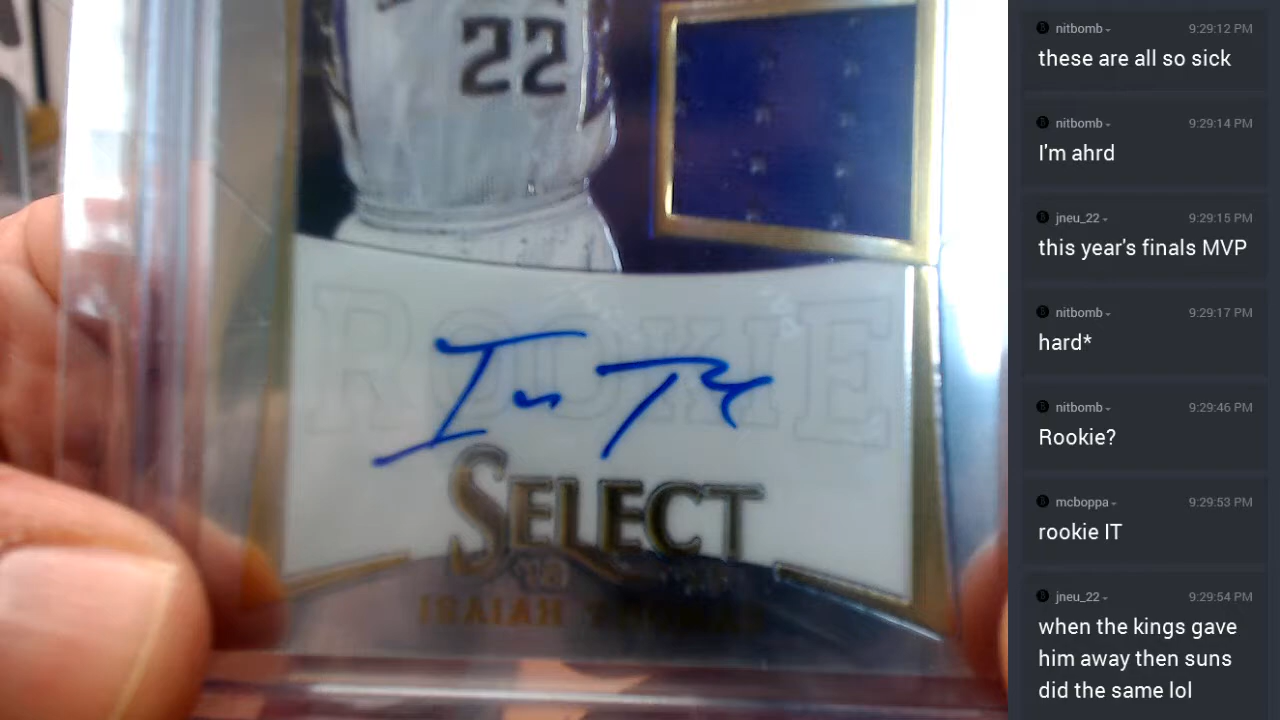 22
ROOKIE
SELECT
ISAIAH THOMAS
nitbomb 9:29:12 PM
these are all so sick
nitbomb 9:29:14 PM
I'm ahrd
jneu_22 9:29:15 PM
this year's finals MVP
nitbomb 9:29:17 PM
hard*
nitbomb 9:29:46 PM
Rookie?
mcboppa 9:29:53 PM
rookie IT
jneu_22 9:29:54 PM
when the kings gave
him away then suns
did the same lol